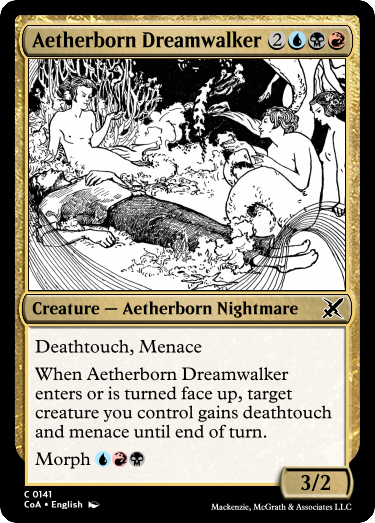 Aetherborn Dreamwalker 2
Creature — Aetherborn Nightmare
Deathtouch, Menace
When Aetherborn Dreamwalker
enters or is turned face up, target
creature you control gains deathtouch
and menace until end of turn.
Morph
3/2
C 0141
CoA • English
Mackenzie, McGrath & Associates LLC